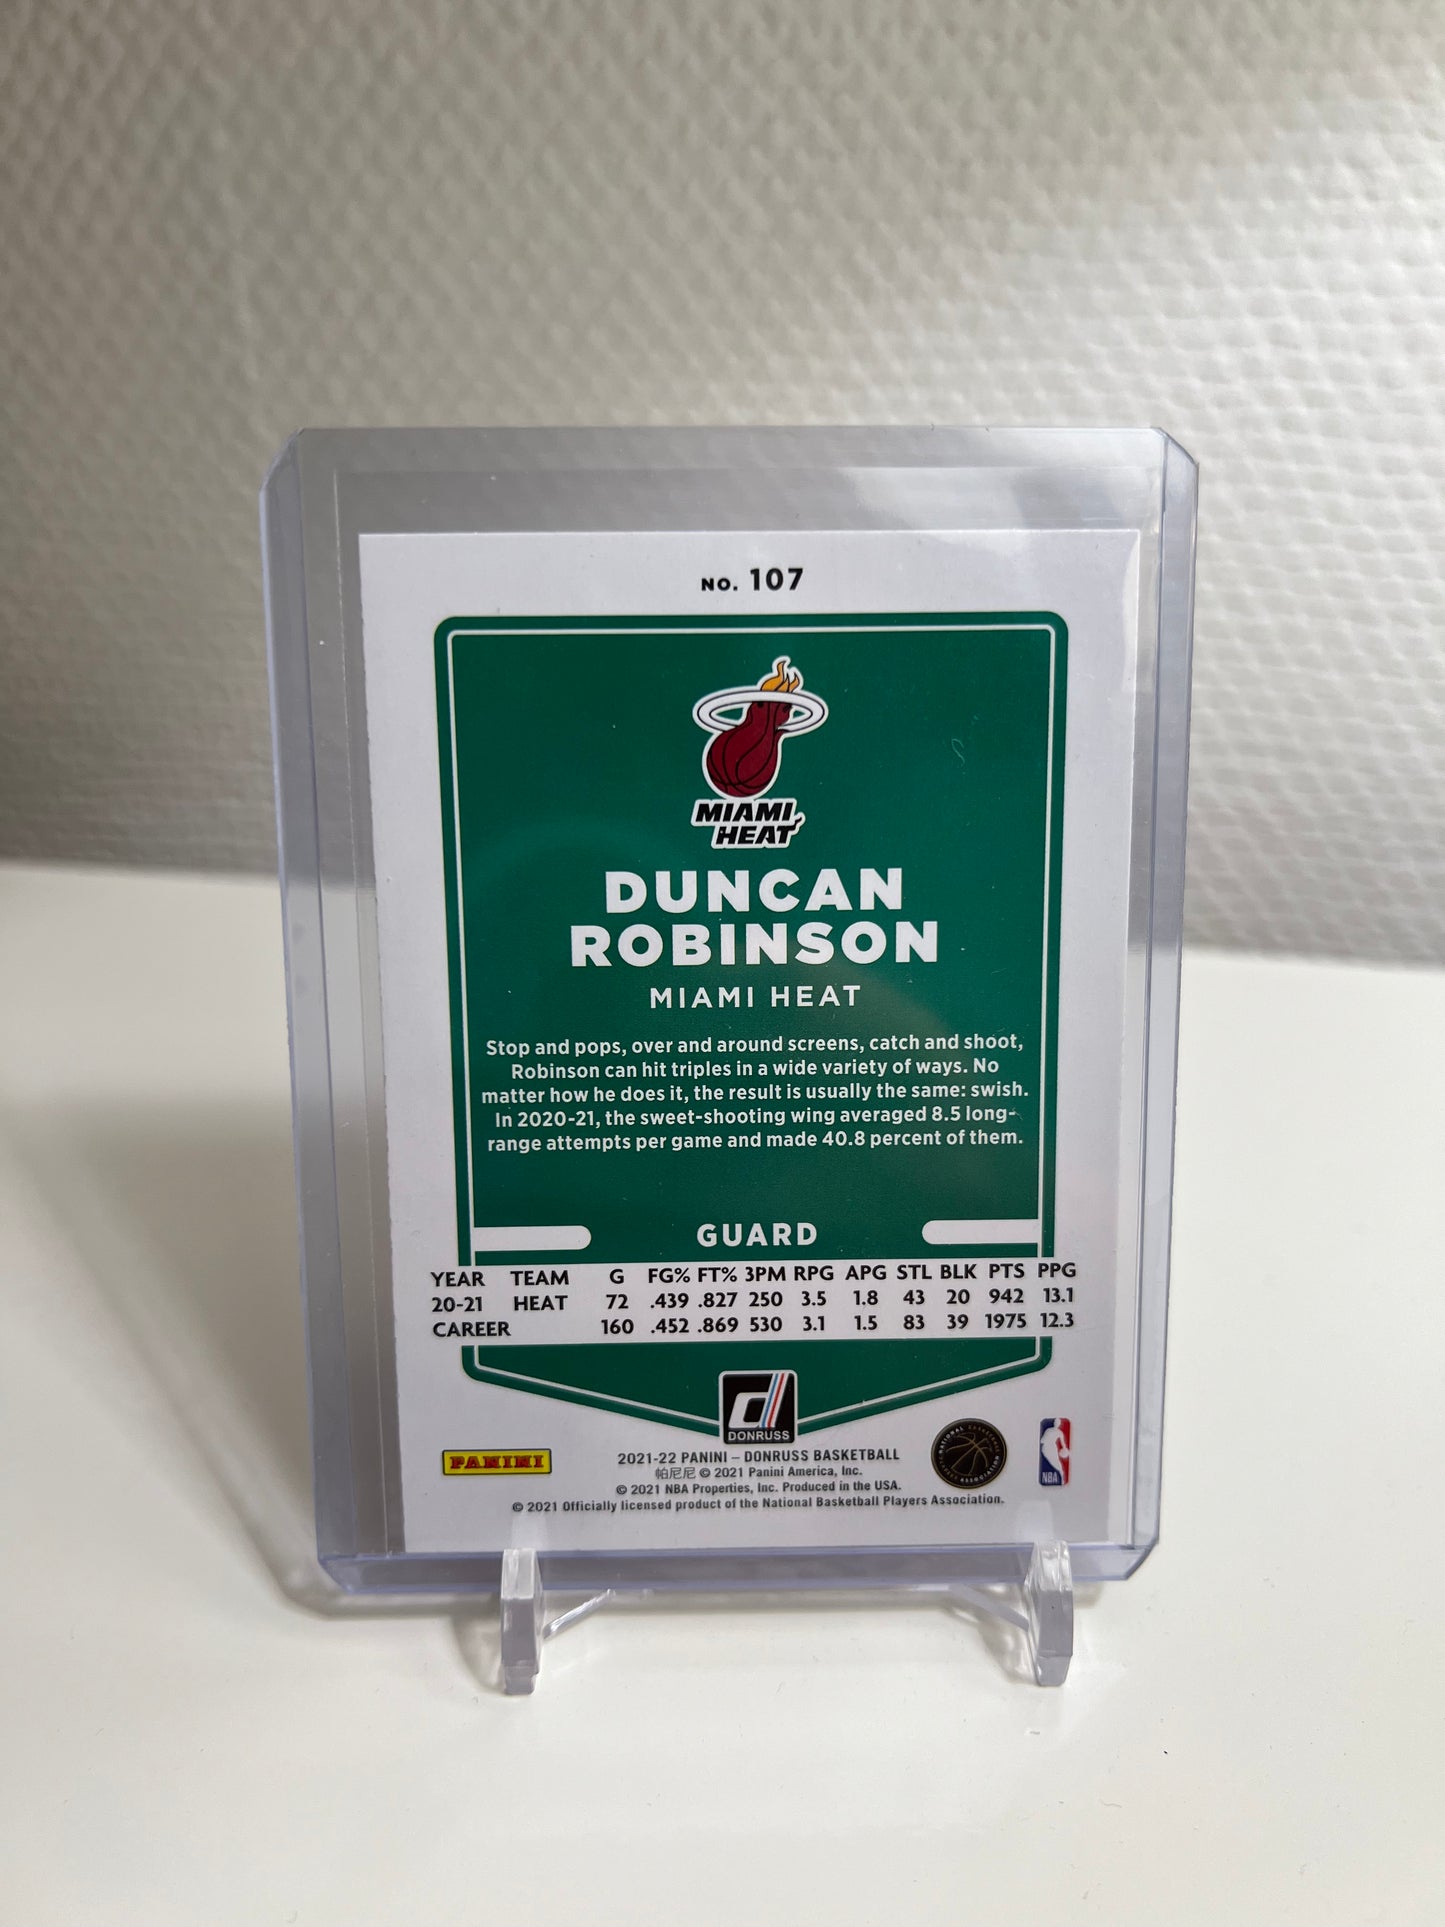 NO. 107
MIAMI
HEAT
DUNCAN
ROBINSON
MIAMI HEAT
Stop and pops, over and around screens, catch and shoot,
Robinson can hit triples in a wide variety of ways. No
matter how he does it, the result is usually the same: swish.
In 2020-21, the sweet-shooting wing averaged 8.5 long-
range attempts per game and made 40.8 percent of them.
GUARD
YEAR TEAM G FG% FT% 3PM RPG APG STL BLK PTS PPG
20-21 HEAT 72 .439 .827 250 3.5 1.8 43 20 942 13.1
CAREER 160 .452 .869 530 3.1 1.5 83 39 1975 12.3
DONRUSS
PANINI
2021-22 PANINI – DONRUSS BASKETBALL
帕尼尼 © 2021 Panini America, Inc.
© 2021 NBA Properties, Inc. Produced in the USA.
© 2021 Officially licensed product of the National Basketball Players Association.
NATIONAL BASKETBALL PLAYERS ASSOCIATION
NBA